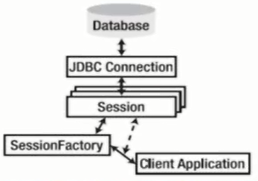 Database
JDBC Connection
Session
SessionFactory
Client Application